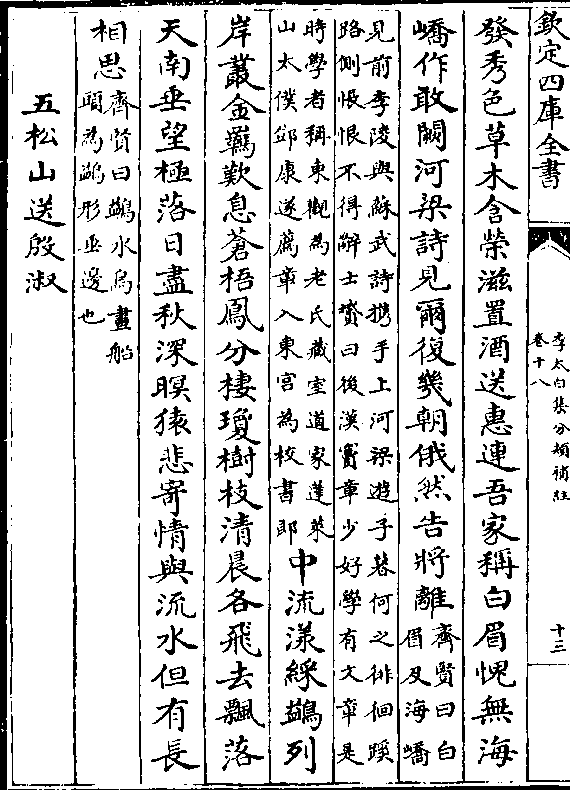 欽定四庫全書
李太白集分類補註
卷十八
十三
發秀色草木含榮滋置酒送惠連吾家稱白眉愧無海
嶠作敢闕河梁詩見爾復幾朝俄然告將離齊賢曰白
眉及海嶠
見前李陵與蘇武詩携手上河梁遊子暮何之徘徊蹊
路側悢悢不得辭士贇曰後漢竇章少好學有文章是
時學者稱東觀為老氏藏室道家蓬萊
山太僕鄧康遂薦章入東宮為校書郎中流漾綵鷁列
岸叢金羈歎息蒼梧鳳分棲瓊樹枝清晨各飛去飄落
天南垂望極落日盡秋深暝猿悲寄情與流水但有長
相思齊賢曰鷁水鳥畫船
頭為鷁形垂邊也
五松山送殷淑